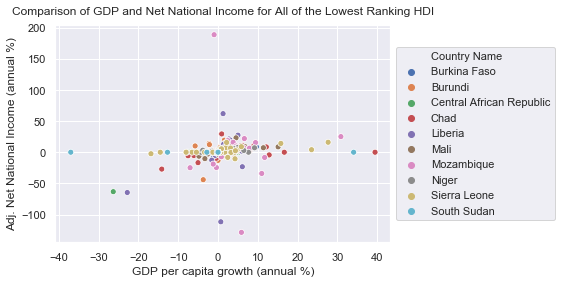 Comparison of GDP and Net National Income for All of the Lowest Ranking HDI
Adj. Net National Income (annual %)
200
150
100
50
0
−50
−100
−40
−30
−20
−10
0
10
20
30
40
GDP per capita growth (annual %)
Country Name
Burkina Faso
Burundi
Central African Republic
Chad
Liberia
Mali
Mozambique
Niger
Sierra Leone
South Sudan